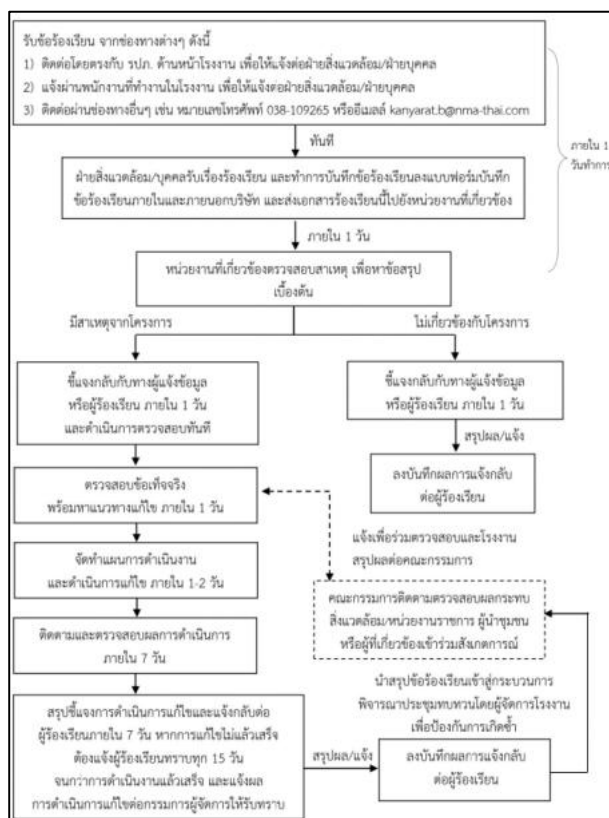 รับข้อร้องเรียน จากช่องทางต่างๆ ดังนี้
1) ติดต่อโดยตรงกับ รปภ. ด้านหน้าโรงงาน เพื่อให้แจ้งต่อฝ่ายสิ่งแวดล้อม/ฝ่ายบุคคล
2) แจ้งผ่านพนักงานที่ทำงานในโรงงาน เพื่อให้แจ้งต่อฝ่ายสิ่งแวดล้อม/ฝ่ายบุคคล
3) ติดต่อผ่านช่องทางอื่นๆ เช่น หมายเลขโทรศัพท์ 038-109265 หรืออีเมลล์ kanyarat.b@nma-thai.com
ทันที
ภายใน 1
วันทำการ
ฝ่ายสิ่งแวดล้อม/บุคคลรับเรื่องร้องเรียน และทำการบันทึกข้อร้องเรียนลงแบบฟอร์มบันทึก
ข้อร้องเรียนภายในและภายนอกบริษัท และส่งเอกสารร้องเรียนนี้ไปยังหน่วยงานที่เกี่ยวข้อง
ภายใน 1 วัน
หน่วยงานที่เกี่ยวข้องตรวจสอบสาเหตุ เพื่อหาข้อสรุป
เบื้องต้น
มีสาเหตุจากโครงการ
ไม่เกี่ยวข้องกับโครงการ
ชี้แจงกลับกับทางผู้แจ้งข้อมูล
หรือผู้ร้องเรียน ภายใน 1 วัน
และดำเนินการตรวจสอบทันที
ชี้แจงกลับกับทางผู้แจ้งข้อมูล
หรือผู้ร้องเรียน ภายใน 1 วัน
สรุปผล/แจ้ง
ลงบันทึกผลการแจ้งกลับ
ต่อผู้ร้องเรียน
ตรวจสอบข้อเท็จจริง
พร้อมหาแนวทางแก้ไข ภายใน 1 วัน
แจ้งเพื่อร่วมตรวจสอบและโรงงาน
สรุปผลต่อคณะกรรมการ
จัดทำแผนการดำเนินงาน
และดำเนินการแก้ไข ภายใน 1-2 วัน
คณะกรรมการติดตามตรวจสอบผลกระทบ
สิ่งแวดล้อม/หน่วยงานราชการ ผู้นำชุมชน
หรือผู้ที่เกี่ยวข้องเข้าร่วมสังเกตการณ์
ติดตามและตรวจสอบผลการดำเนินการ
ภายใน 7 วัน
นำสรุปข้อร้องเรียนเข้าสู่กระบวนการ
พิจารณาประชุมทบทวนโดยผู้จัดการโรงงาน
เพื่อป้องกันการเกิดซ้ำ
สรุปชี้แจงการดำเนินการแก้ไขและแจ้งกลับต่อ
ผู้ร้องเรียนภายใน 7 วัน หากการแก้ไขไม่แล้วเสร็จ
ต้องแจ้งผู้ร้องเรียนทราบทุก 15 วัน
จนกว่าการดำเนินงานแล้วเสร็จ และแจ้งผล
การดำเนินการแก้ไขต่อกรรมการผู้จัดการให้รับทราบ
สรุปผล/แจ้ง
ลงบันทึกผลการแจ้งกลับ
ต่อผู้ร้องเรียน